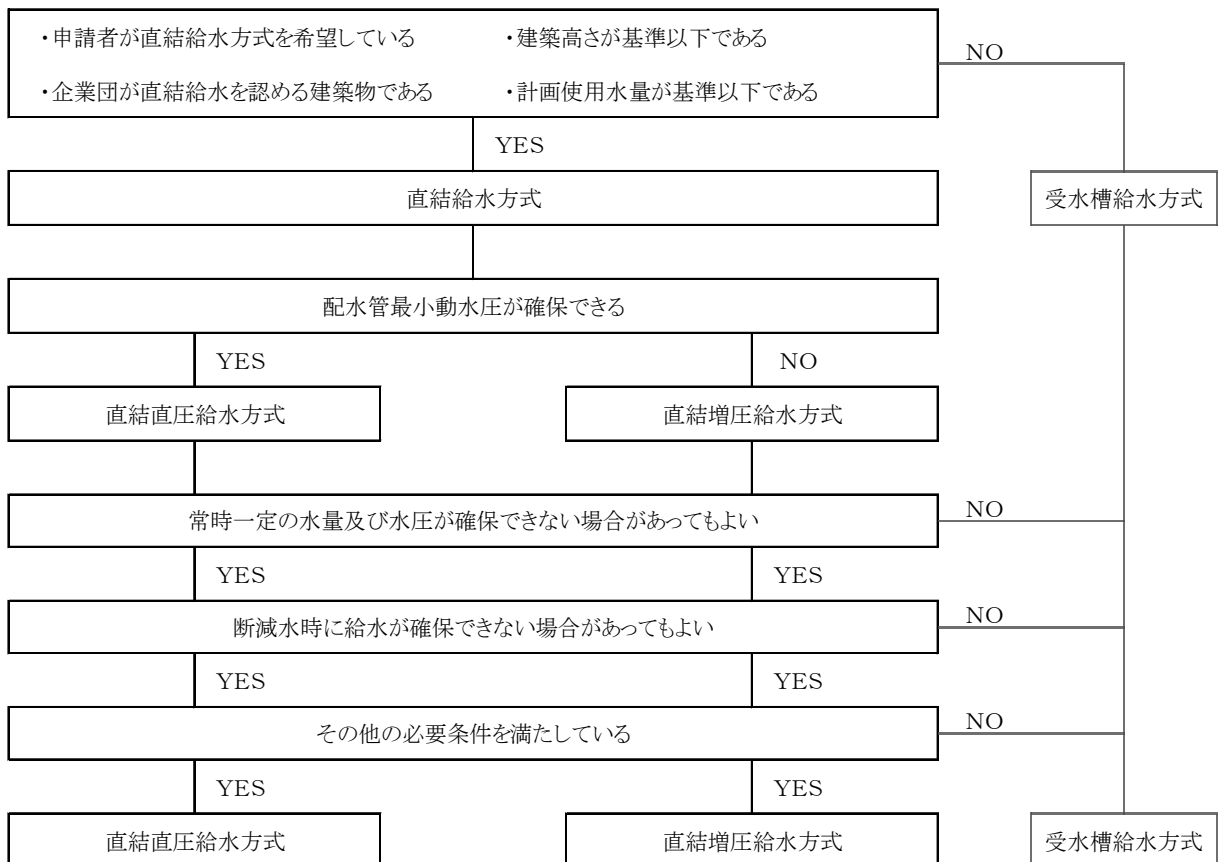 ・申請者が直結給水方式を希望している ・建築高さが基準以下である
NO
・企業団が直結給水を認める建築物である ・計画使用水量が基準以下である
YES
直結給水方式 受水槽給水方式
配水管最小動水圧が確保できる
YES NO
直結直圧給水方式 直結増圧給水方式
常時一定の水量及び水圧が確保できない場合があってもよい NO
YES YES
断減水時に給水が確保できない場合があってもよい NO
YES YES
その他の必要条件を満たしている NO
YES YES
直結直圧給水方式 直結増圧給水方式 受水槽給水方式